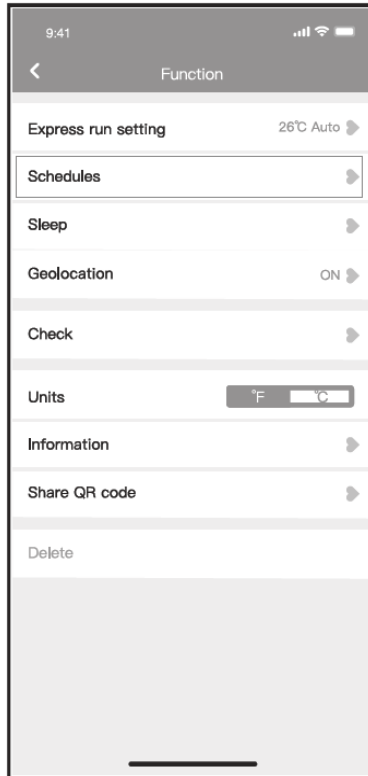 9:41
Function
Express run setting 26℃ Auto
Schedules
Sleep
Geolocation ON
Check
Units °F ℃
Information
Share QR code
Delete